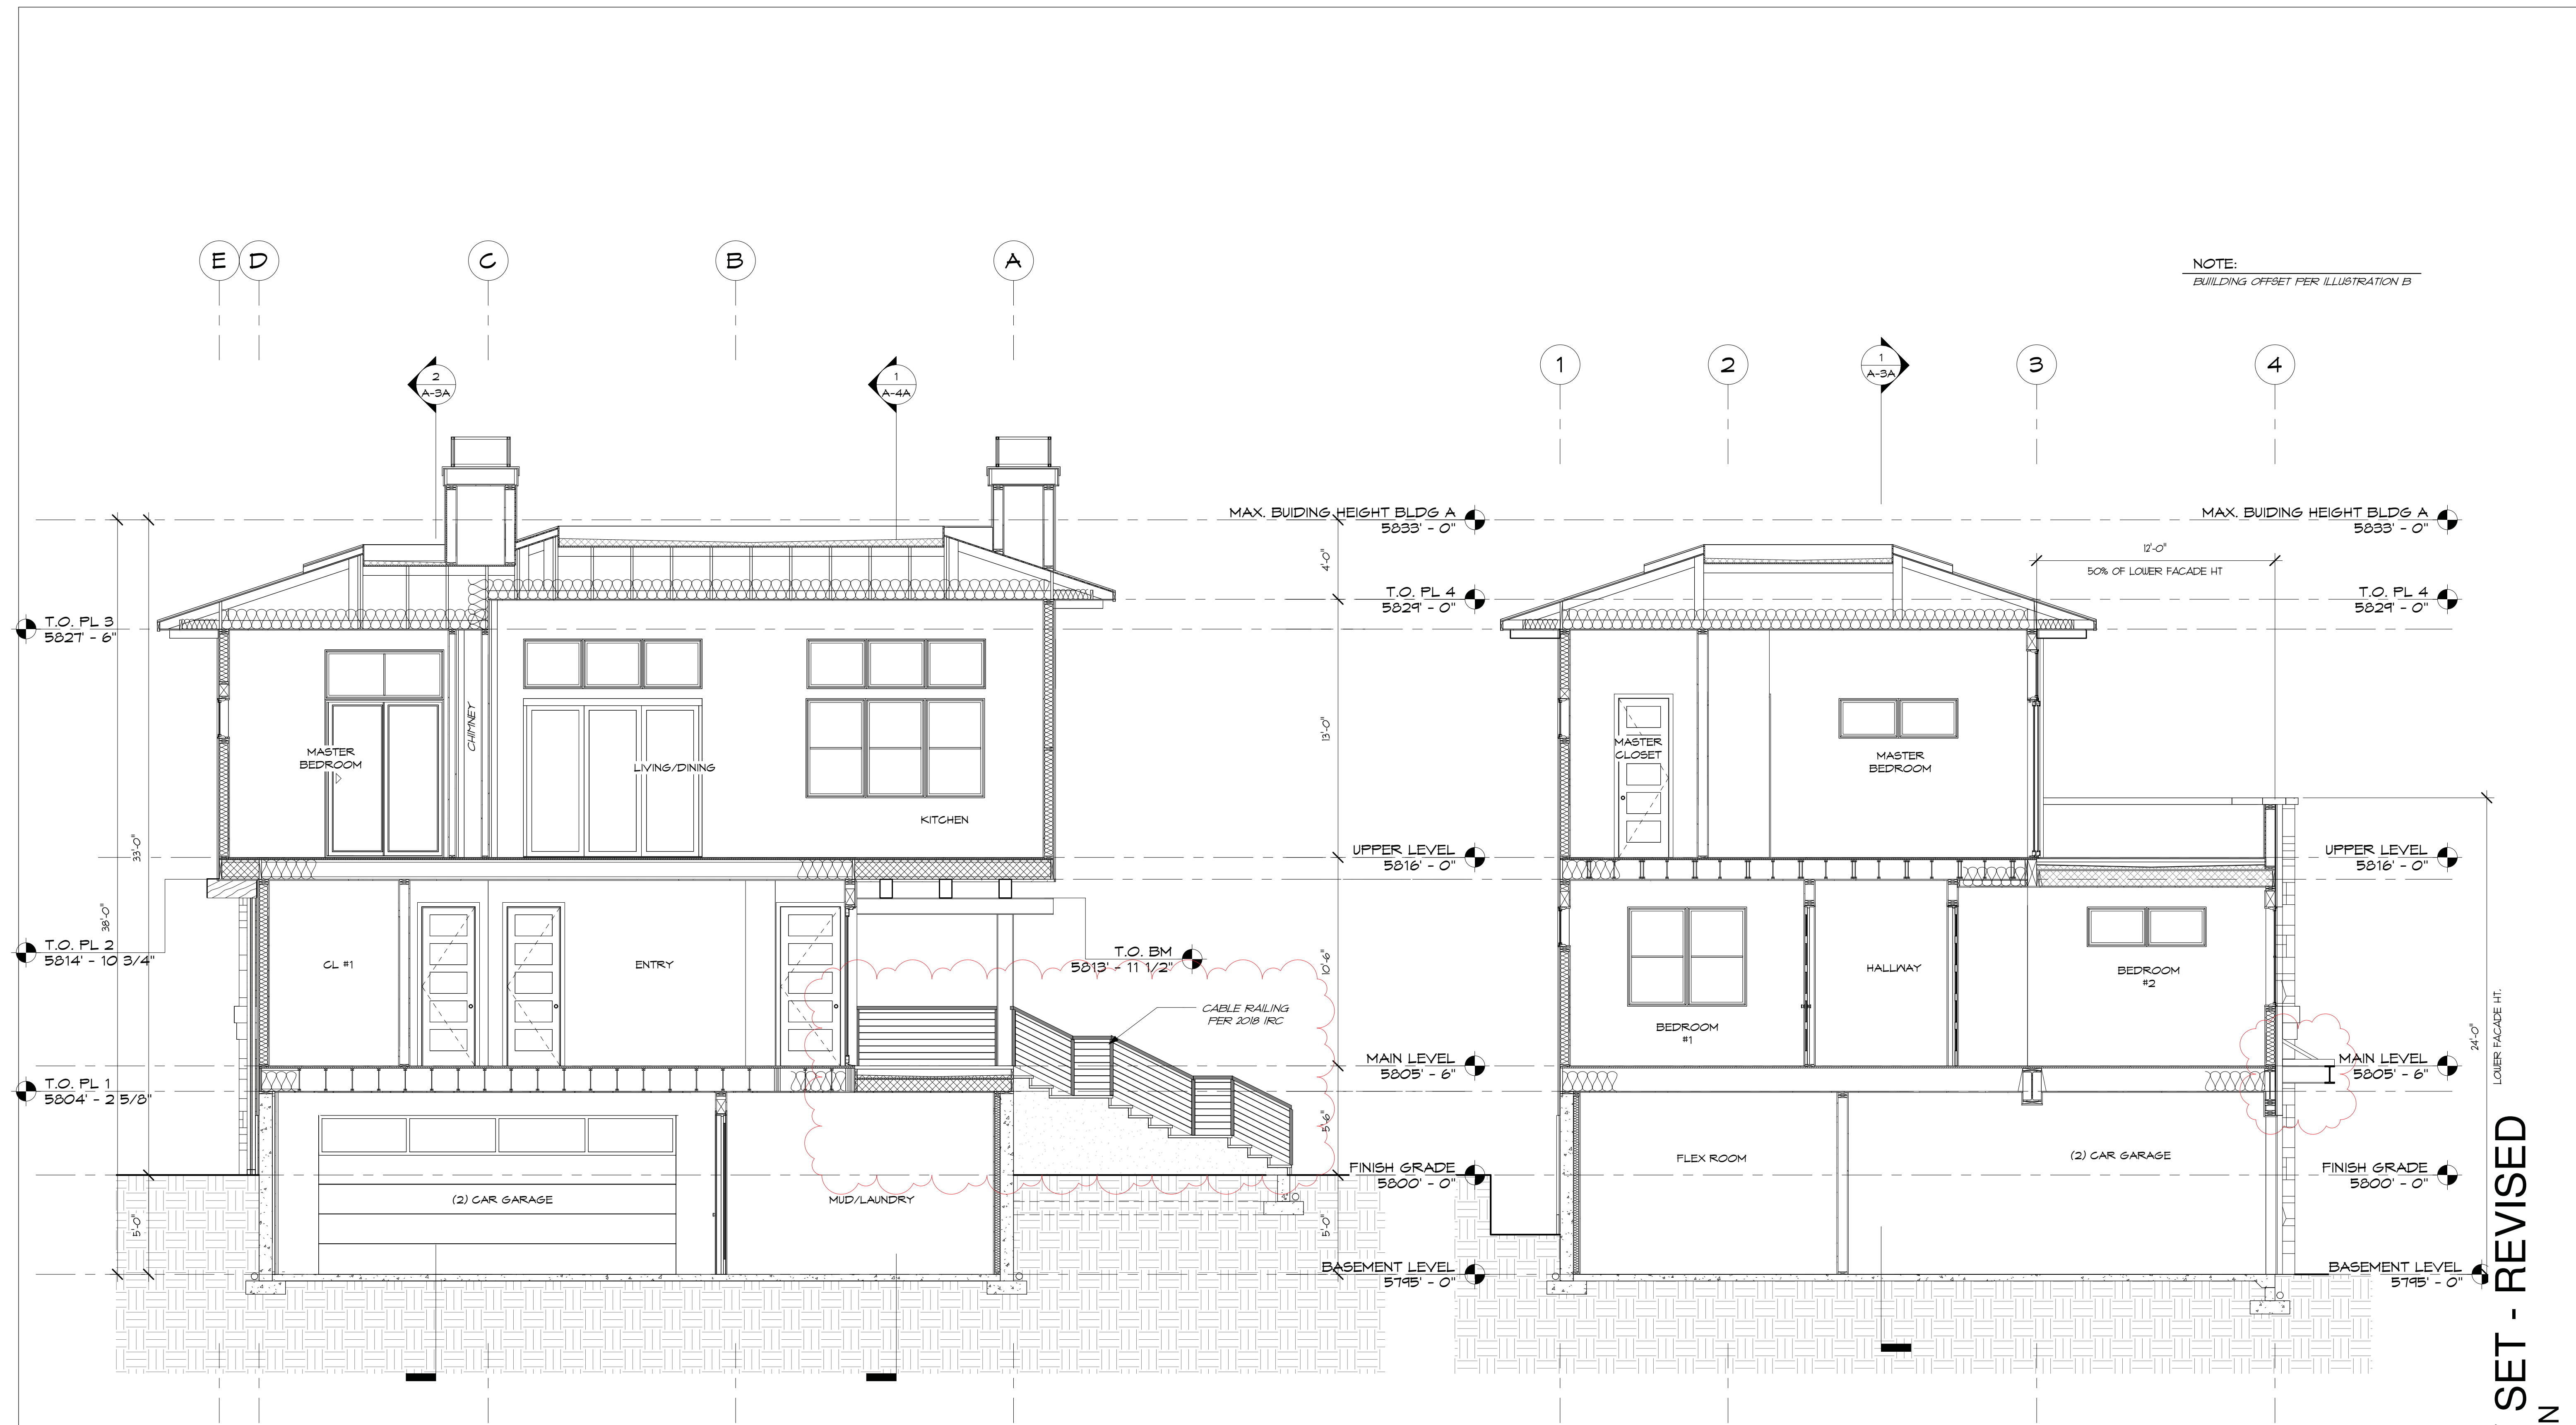 E
D
C
B
A
2
A-3A
1
A-4A
T.O. PL 3
5827' - 6"
T.O. PL 2
5814' - 10 3/4"
T.O. PL 1
5804' - 2 5/8"
33'-0"
38'-0"
5'-0"
MASTER
BEDROOM
CHIMNEY
LIVING/DINING
KITCHEN
CL #1
ENTRY
(2) CAR GARAGE
MUD/LAUNDRY
T.O. BM
5813' - 11 1/2"
CABLE RAILING
PER 2018 IRC
4'-0"
13'-0"
10'-6"
5'-6"
5'-0"
MAX. BUIDING HEIGHT BLDG A
5833' - 0"
T.O. PL 4
5829' - 0"
UPPER LEVEL
5816' - 0"
MAIN LEVEL
5805' - 6"
FINISH GRADE
5800' - 0"
BASEMENT LEVEL
5795' - 0"
NOTE:
BUIILDING OFFSET PER ILLUSTRATION B
1
2
1
A-3A
3
4
12'-0"
50% OF LOWER FACADE HT
MASTER
CLOSET
MASTER
BEDROOM
BEDROOM
#1
HALLWAY
BEDROOM
#2
FLEX ROOM
(2) CAR GARAGE
MAX. BUIDING HEIGHT BLDG A
5833' - 0"
T.O. PL 4
5829' - 0"
UPPER LEVEL
5816' - 0"
MAIN LEVEL
5805' - 6"
FINISH GRADE
5800' - 0"
BASEMENT LEVEL
5795' - 0"
24'-0"
LOWER FACADE HT.
SET - REVISED
N